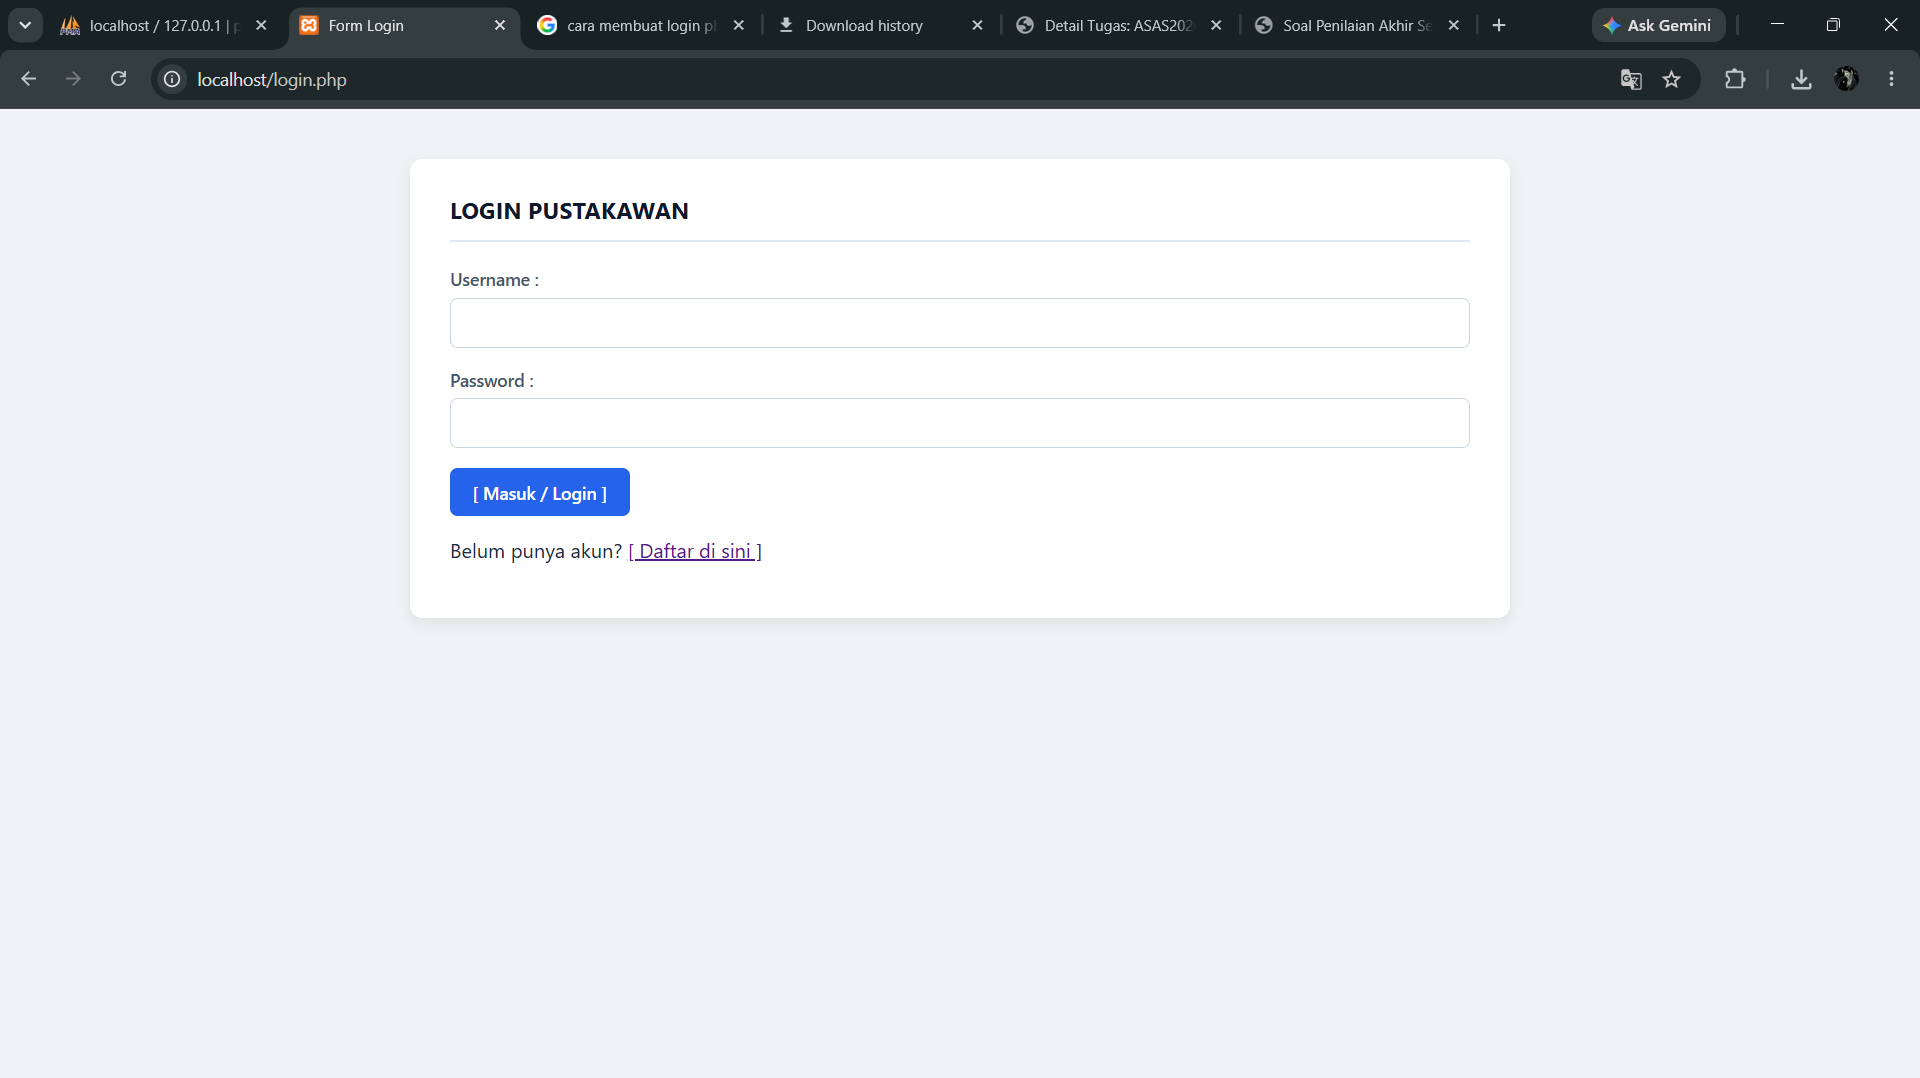 localhost / 127.0.0.1 |
Form Login
cara membuat login
Download history
Detail Tugas: ASAS202
Soal Penilaian Akhir Se
Ask Gemini
localhost/login.php
LOGIN PUSTAKAWAN
Username :
Password :
[ Masuk / Login ]
Belum punya akun? [ Daftar di sini ]